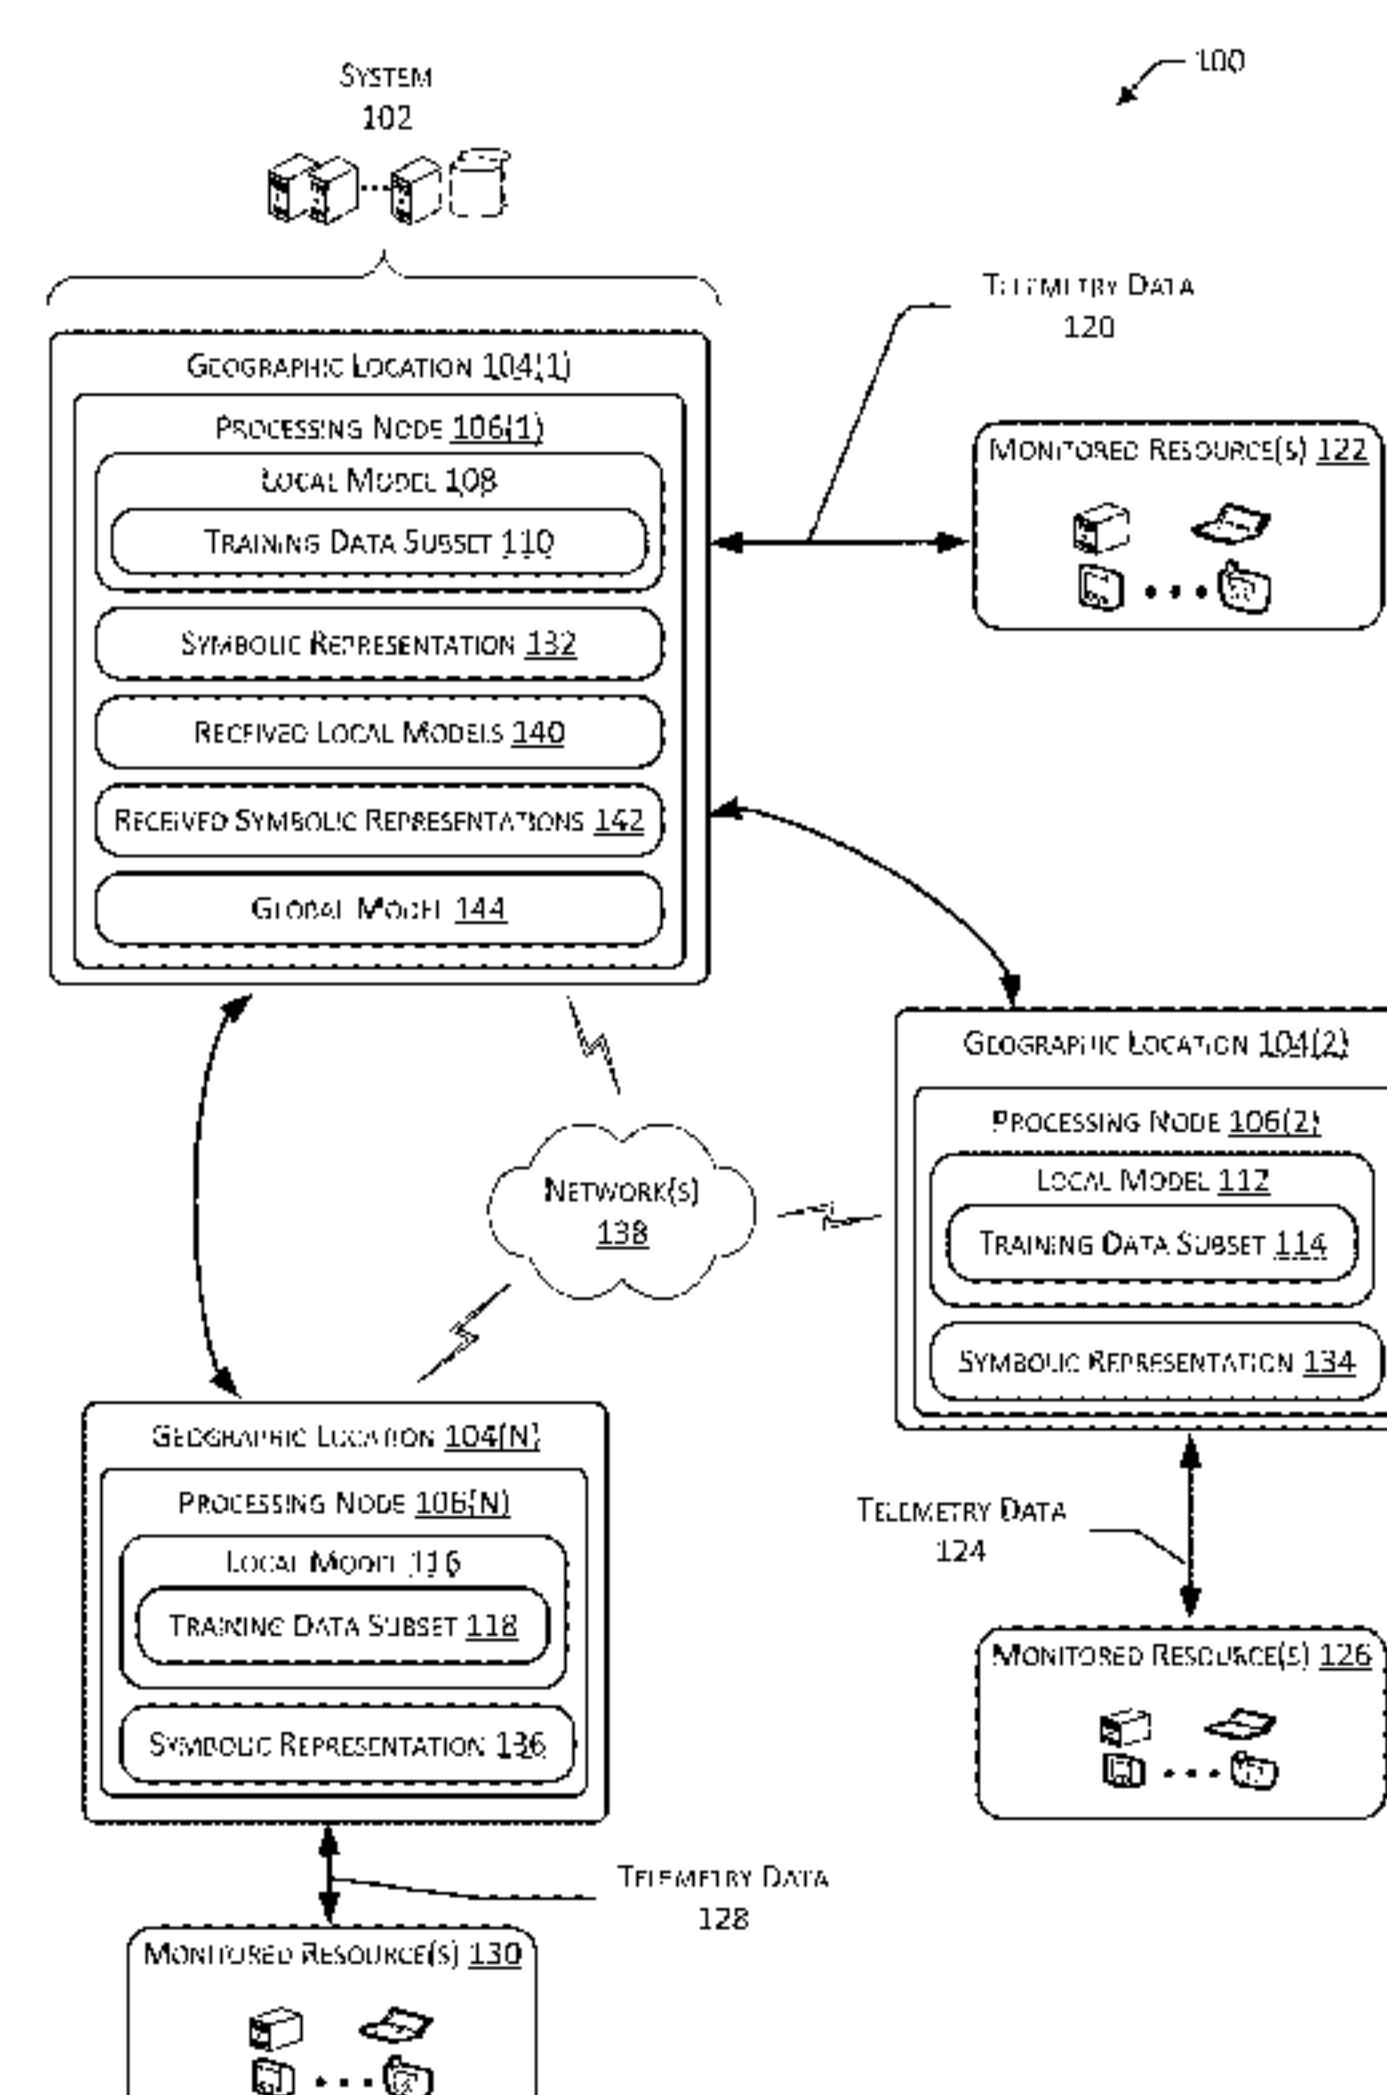 100
SYSTEM
102
TELEMETRY DATA
120
GEOGRAPHIC LOCATION 104(1)
PROCESSING NODE 106(1)
LOCAL MODEL 108
TRAINING DATA SUBSET 110
SYMBOLIC REPRESENTATION 132
RECEIVED LOCAL MODELS 140
RECEIVED SYMBOLIC REPRESENTATIONS 142
GLOBAL MODEL 144
MONITORED RESOURCE(S) 122
GEOGRAPHIC LOCATION 104(2)
PROCESSING NODE 106(2)
LOCAL MODEL 112
TRAINING DATA SUBSET 114
SYMBOLIC REPRESENTATION 134
NETWORK(S)
138
GEOGRAPHIC LOCATION 104(N)
PROCESSING NODE 106(N)
LOCAL MODEL 116
TRAINING DATA SUBSET 118
SYMBOLIC REPRESENTATION 136
TELEMETRY DATA
124
MONITORED RESOURCE(S) 126
TELEMETRY DATA
128
MONITORED RESOURCE(S) 130